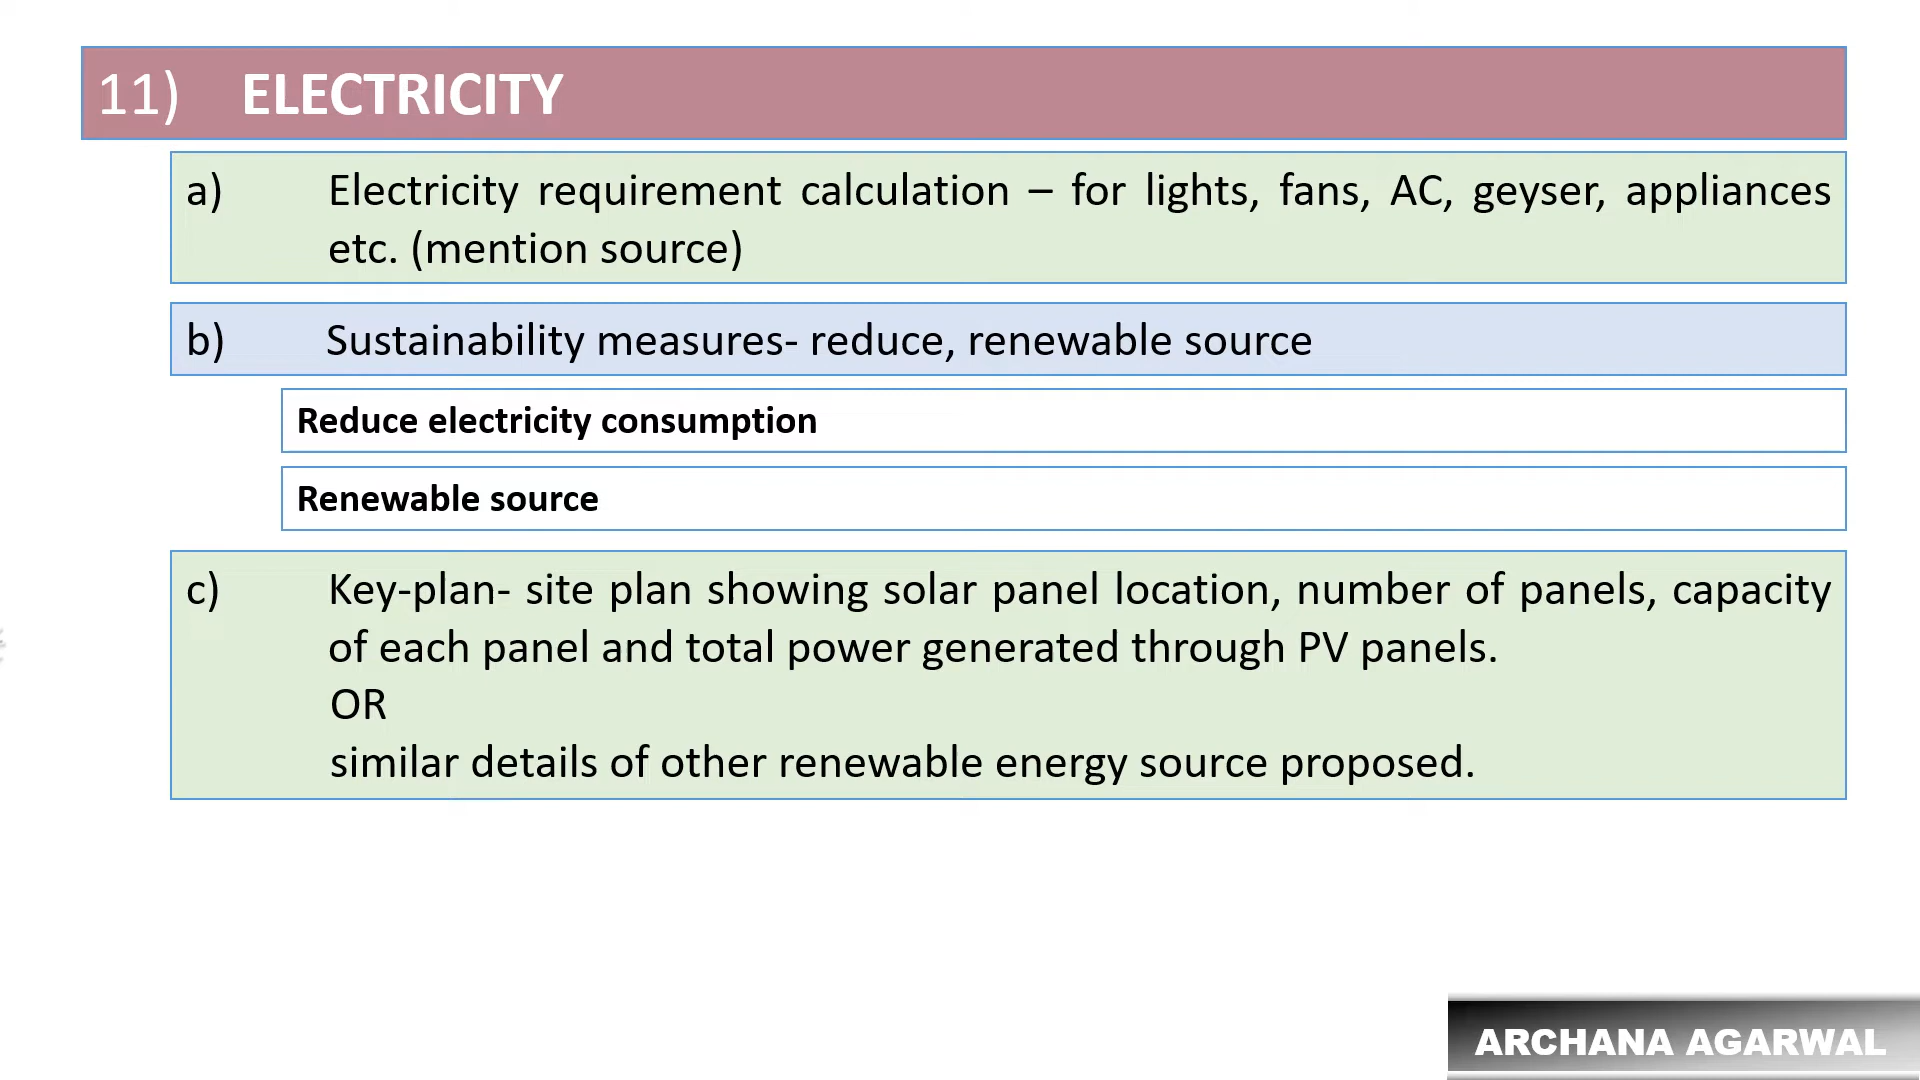 11) ELECTRICITY
a) Electricity requirement calculation – for lights, fans, AC, geyser, appliances
etc. (mention source)
b) Sustainability measures- reduce, renewable source
Reduce electricity consumption
Renewable source
c) Key-plan- site plan showing solar panel location, number of panels, capacity
of each panel and total power generated through PV panels.
OR
similar details of other renewable energy source proposed.
ARCHANA AGARWAL